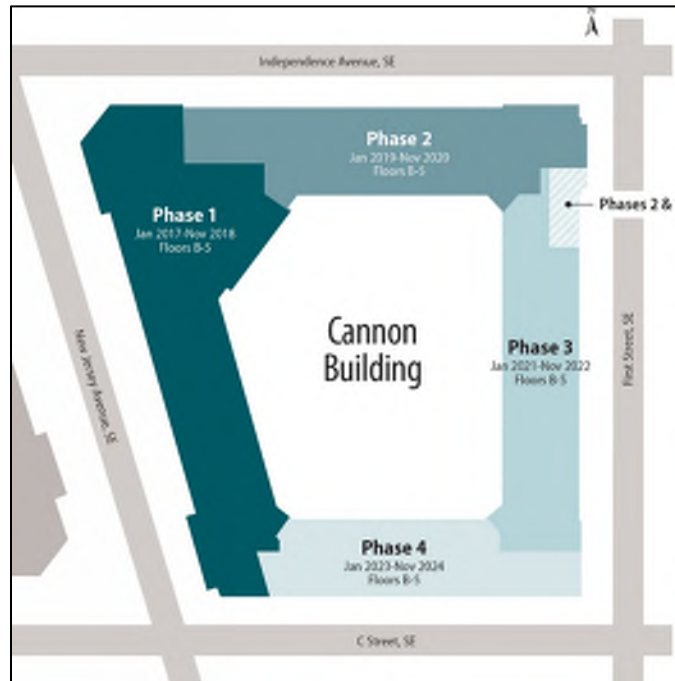 N
Independence Avenue, SE
Phase 2
Jan 2019-Nov 2020
Floors B-5
Phase 1
Jan 2017-Nov 2018
Floors B-5
Phases 2 &
Cannon
Building
Phase 3
Jan 2021-Nov 2022
Floors B-5
First Street, SE
New Jersey Avenue, SE
Phase 4
Jan 2023-Nov 2024
Floors B-5
C Street, SE